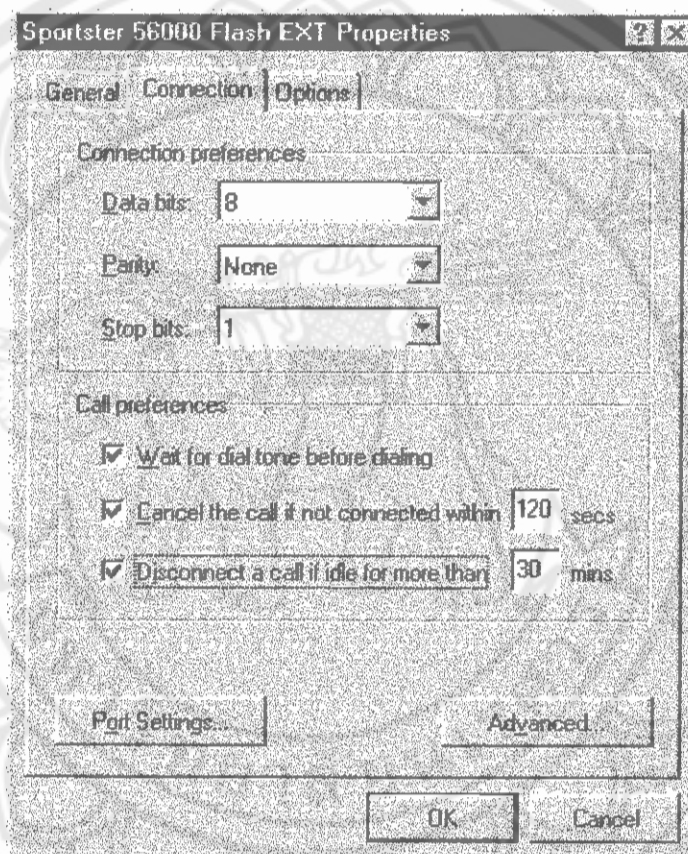 Sportster 56000 Flash EXT Properties
General Connection Options
Connection preferences
Data bits: 8
Parity: None
Stop bits: 1
Call preferences
Wait for dial tone before dialing
Cancel the call if not connected within 120 secs
Disconnect a call if idle for more than 30 mins
Port Settings... Advanced...
OK Cancel